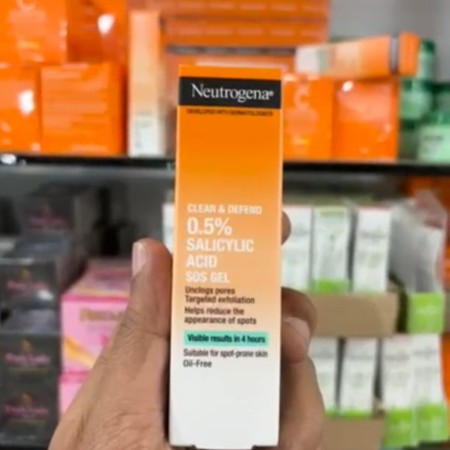 Neutrogena®
DEVELOPED WITH DERMATOLOGISTS
CLEAR & DEFEND
0.5%
SALICYLIC
ACID
SOS GEL
Unclogs pores
Targeted exfoliation
Helps reduce the
appearance of spots
Visible results in 4 hours
Suitable for spot-prone skin
Oil-Free